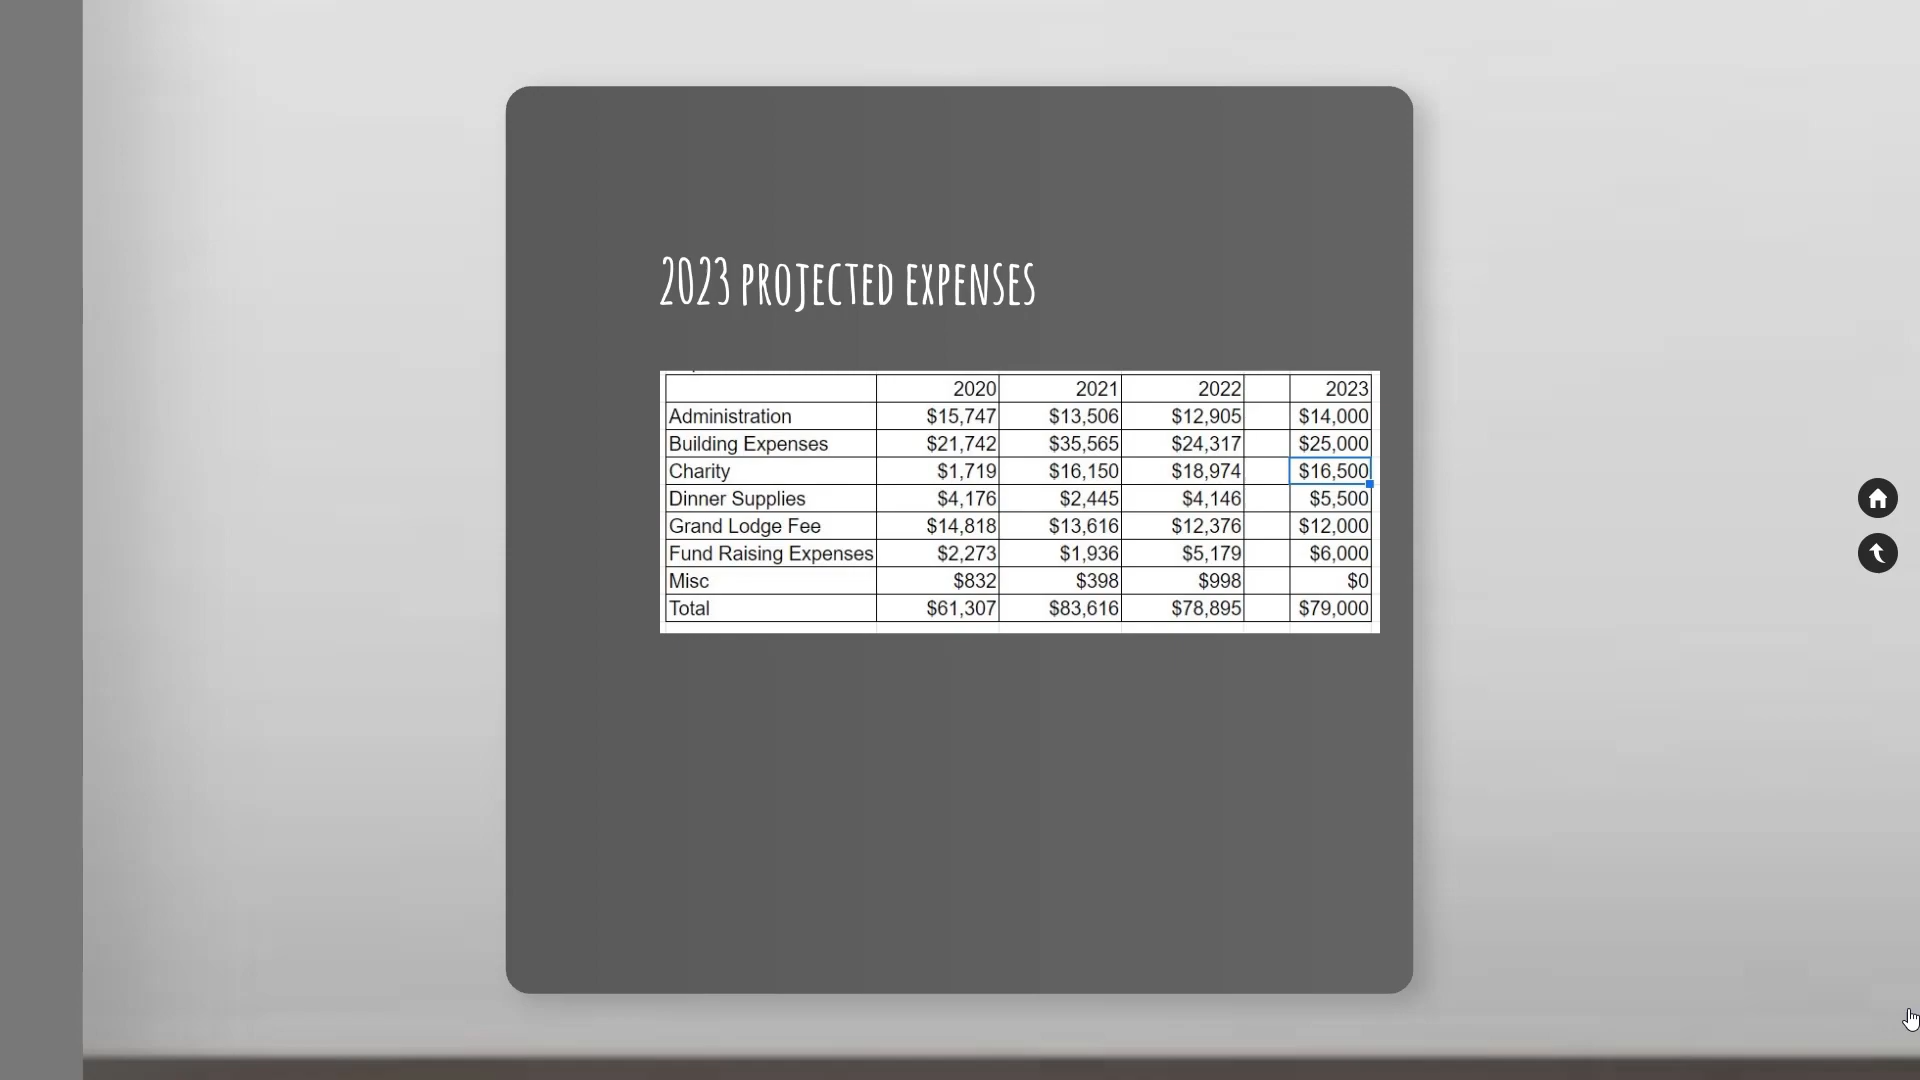 2023 PROJECTED EXPENSES
2020 2021 2022 2023
Administration $15,747 $13,506 $12,905 $14,000
Building Expenses $21,742 $35,565 $24,317 $25,000
Charity $1,719 $16,150 $18,974 $16,500
Dinner Supplies $4,176 $2,445 $4,146 $5,500
Grand Lodge Fee $14,818 $13,616 $12,376 $12,000
Fund Raising Expenses $2,273 $1,936 $5,179 $6,000
Misc $832 $398 $998 $0
Total $61,307 $83,616 $78,895 $79,000